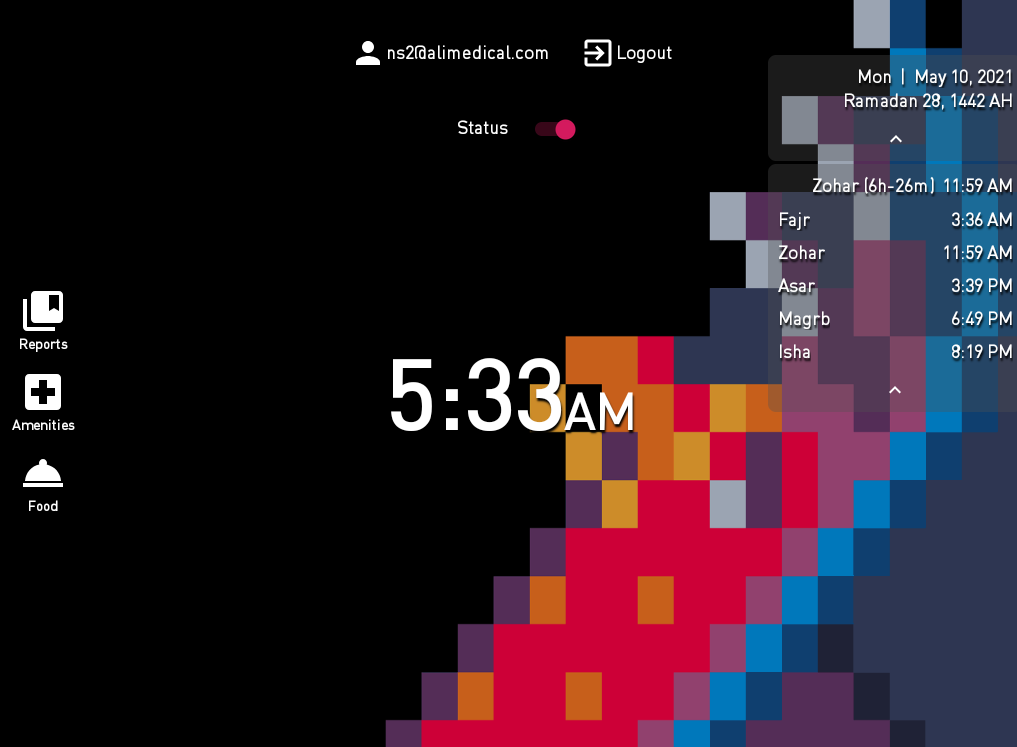 ns2@alimedical.com Logout
Status
Mon | May 10, 2021
Ramadan 28, 1442 AH
Zohar (6h-26m) 11:59 AM
Fajr 3:36 AM
Zohar 11:59 AM
Asar 3:39 PM
Magrb 6:49 PM
Isha 8:19 PM
Reports
Amenities
Food
5:33AM